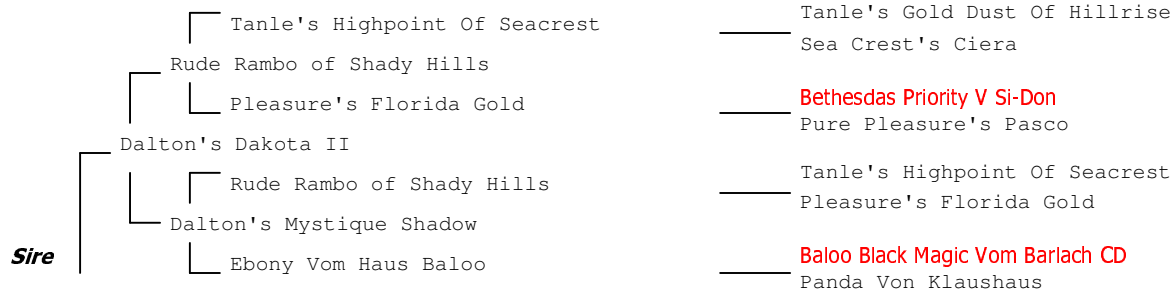 Tanle's Highpoint Of Seacrest
Tanle's Gold Dust Of Hillrise
Sea Crest's Ciera
Rude Rambo of Shady Hills
Pleasure's Florida Gold
Bethesdas Priority V Si-Don
Pure Pleasure's Pasco
Dalton's Dakota II
Rude Rambo of Shady Hills
Tanle's Highpoint Of Seacrest
Pleasure's Florida Gold
Dalton's Mystique Shadow
Sire
Ebony Vom Haus Baloo
Baloo Black Magic Vom Barlach CD
Panda Von Klaushaus